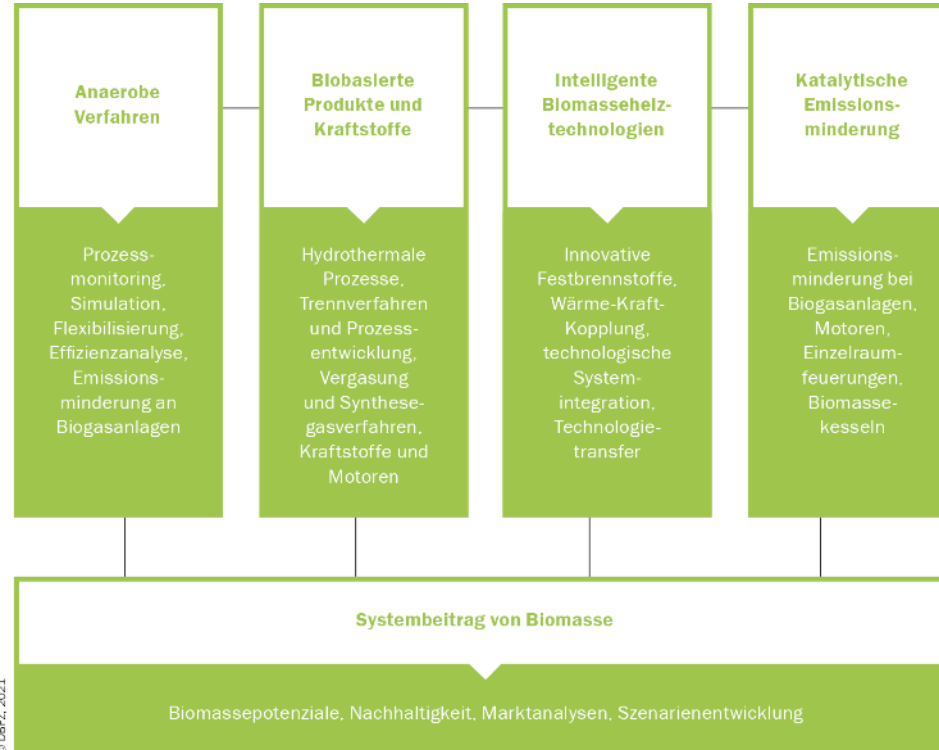 Anaerobe
Verfahren
Prozess-
monitoring,
Simulation,
Flexibilisierung,
Effizienzanalyse,
Emissions-
minderung an
Biogasanlagen
Biobasierte
Produkte und
Kraftstoffe
Hydrothermale
Prozesse,
Trennverfahren
und Prozess-
entwicklung,
Vergasung
und Synthese-
gasverfahren,
Kraftstoffe und
Motoren
Intelligente
Biomasseheiz-
technologien
Innovative
Festbrennstoffe,
Wärme-Kraft-
Kopplung,
technologische
System-
integration,
Technologie-
transfer
Katalytische
Emissions-
minderung
Emissions-
minderung bei
Biogasanlagen,
Motoren,
Einzelraum-
feuerungen,
Biomasse-
kesseln
Systembeitrag von Biomasse
Biomassepotenziale, Nachhaltigkeit, Marktanalysen, Szenarienentwicklung
DBFZ, 2021